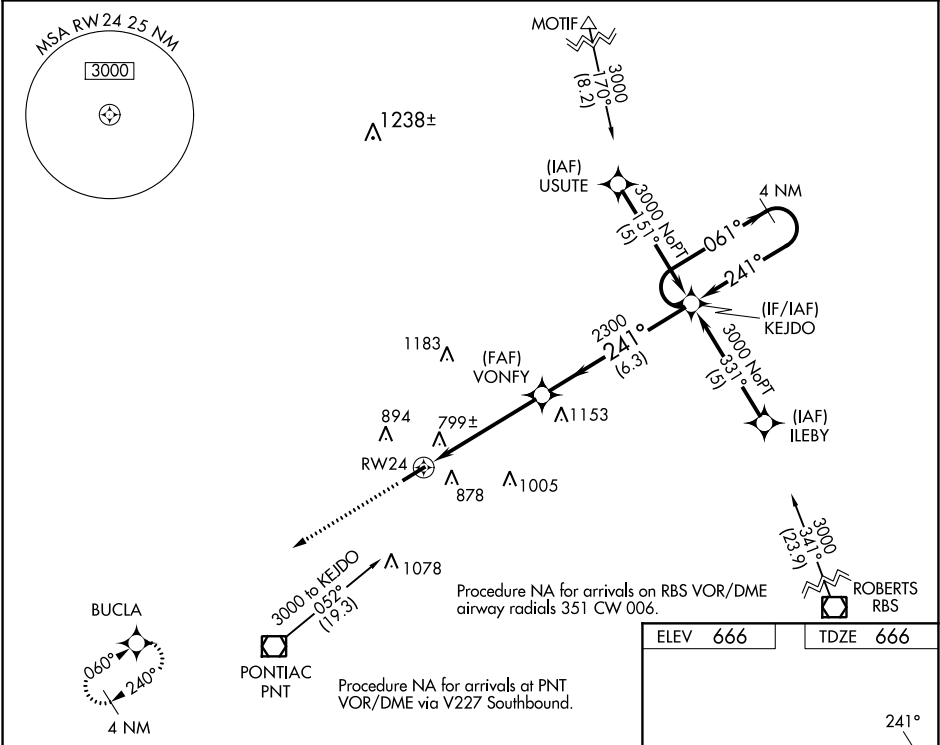 MSA RW24 25 NM
3000
MOTIF
3000
170°
(8.2)
1238±
(IAF)
USUTE
3000 NoPT
151°
(5)
4 NM
061°
241°
(IF/IAF)
KEJDO
2300
241°
(6.3)
3000 NoPT
331°
(5)
1183
(FAF)
VONFY
1153
(IAF)
ILEBY
894
799±
RW24
878
1005
3000
341°
(23.9)
1078
3000 to KEJDO
052°
(19.3)
Procedure NA for arrivals on RBS VOR/DME
airway radials 351 CW 006.
ROBERTS
RBS
BUCLA
060°
240°
4 NM
PONTIAC
PNT
Procedure NA for arrivals at PNT
VOR/DME via V227 Southbound.
ELEV 666
TDZE 666
241°